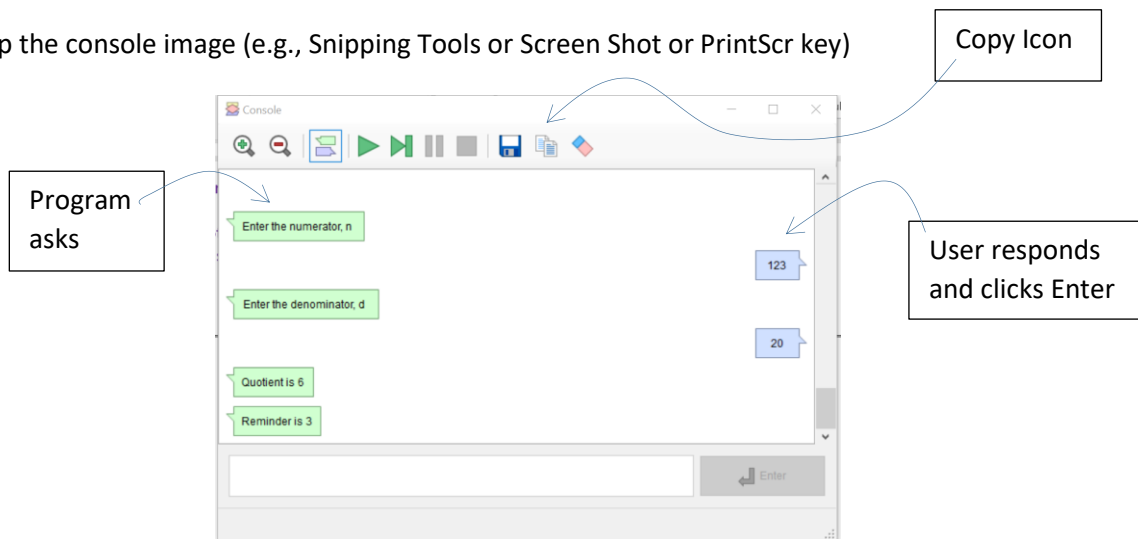 p the console image (e.g., Snipping Tools or Screen Shot or PrintScr key)
Copy Icon
Console
Program
asks
Enter the numerator, n
123
User responds
and clicks Enter
Enter the denominator, d
20
Quotient is 6
Reminder is 3
Enter